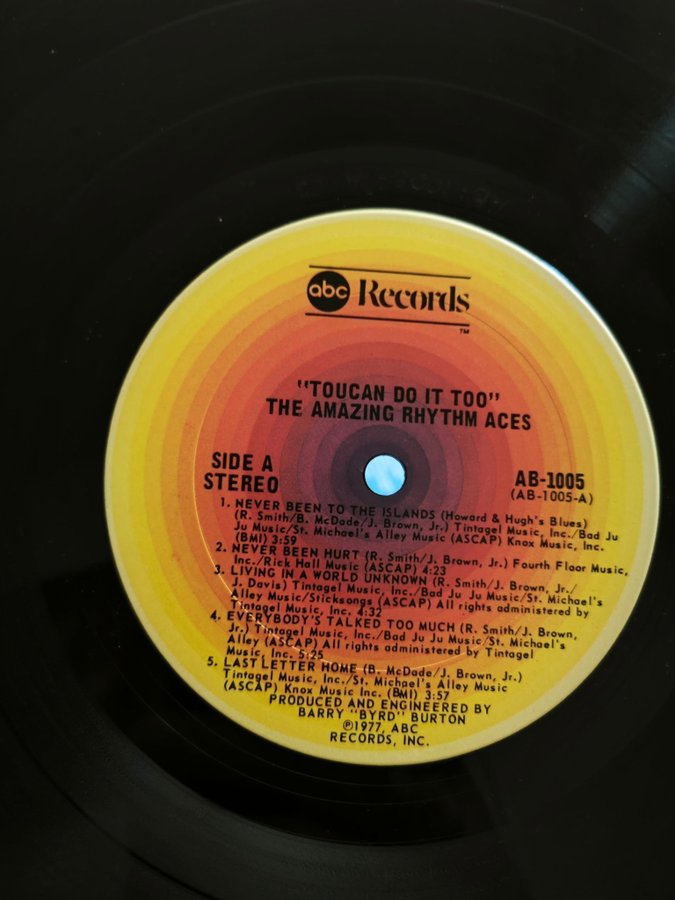 abc Records
TM
"TOUCAN DO IT TOO"
THE AMAZING RHYTHM ACES
SIDE A
STEREO
AB-1005
(AB-1005-A)
1. NEVER BEEN TO THE ISLANDS (Howard & Hugh's Blues)
(R. Smith/B. McDade/J. Brown, Jr.) Tintagel Music, Inc./Bad Ju
Ju Music/St. Michael's Alley Music (ASCAP) Knox Music, Inc.
(BMI) 3:59
2. NEVER BEEN HURT (R. Smith/J. Brown, Jr.) Fourth Floor Music,
Inc./Rick Hall Music (ASCAP) 4:23
3. LIVING IN A WORLD UNKNOWN (R. Smith/J. Brown, Jr./
J. Davis) Tintagel Music, Inc./Bad Ju Ju Music/St. Michael's
Alley Music/Sticksongs (ASCAP) All rights administered by
Tintagel Music, Inc. 4:32
4. EVERYBODY'S TALKED TOO MUCH (R. Smith/J. Brown,
Jr.) Tintagel Music, Inc./Bad Ju Ju Music/St. Michael's
Alley (ASCAP) All rights administered by Tintagel
Music, Inc. 5:25
5. LAST LETTER HOME (B. McDade/J. Brown, Jr.)
Tintagel Music, Inc./St. Michael's Alley Music
(ASCAP) Knox Music Inc. (BMI) 3:57
PRODUCED AND ENGINEERED BY
BARRY "BYRD" BURTON
℗1977, ABC
RECORDS, INC.